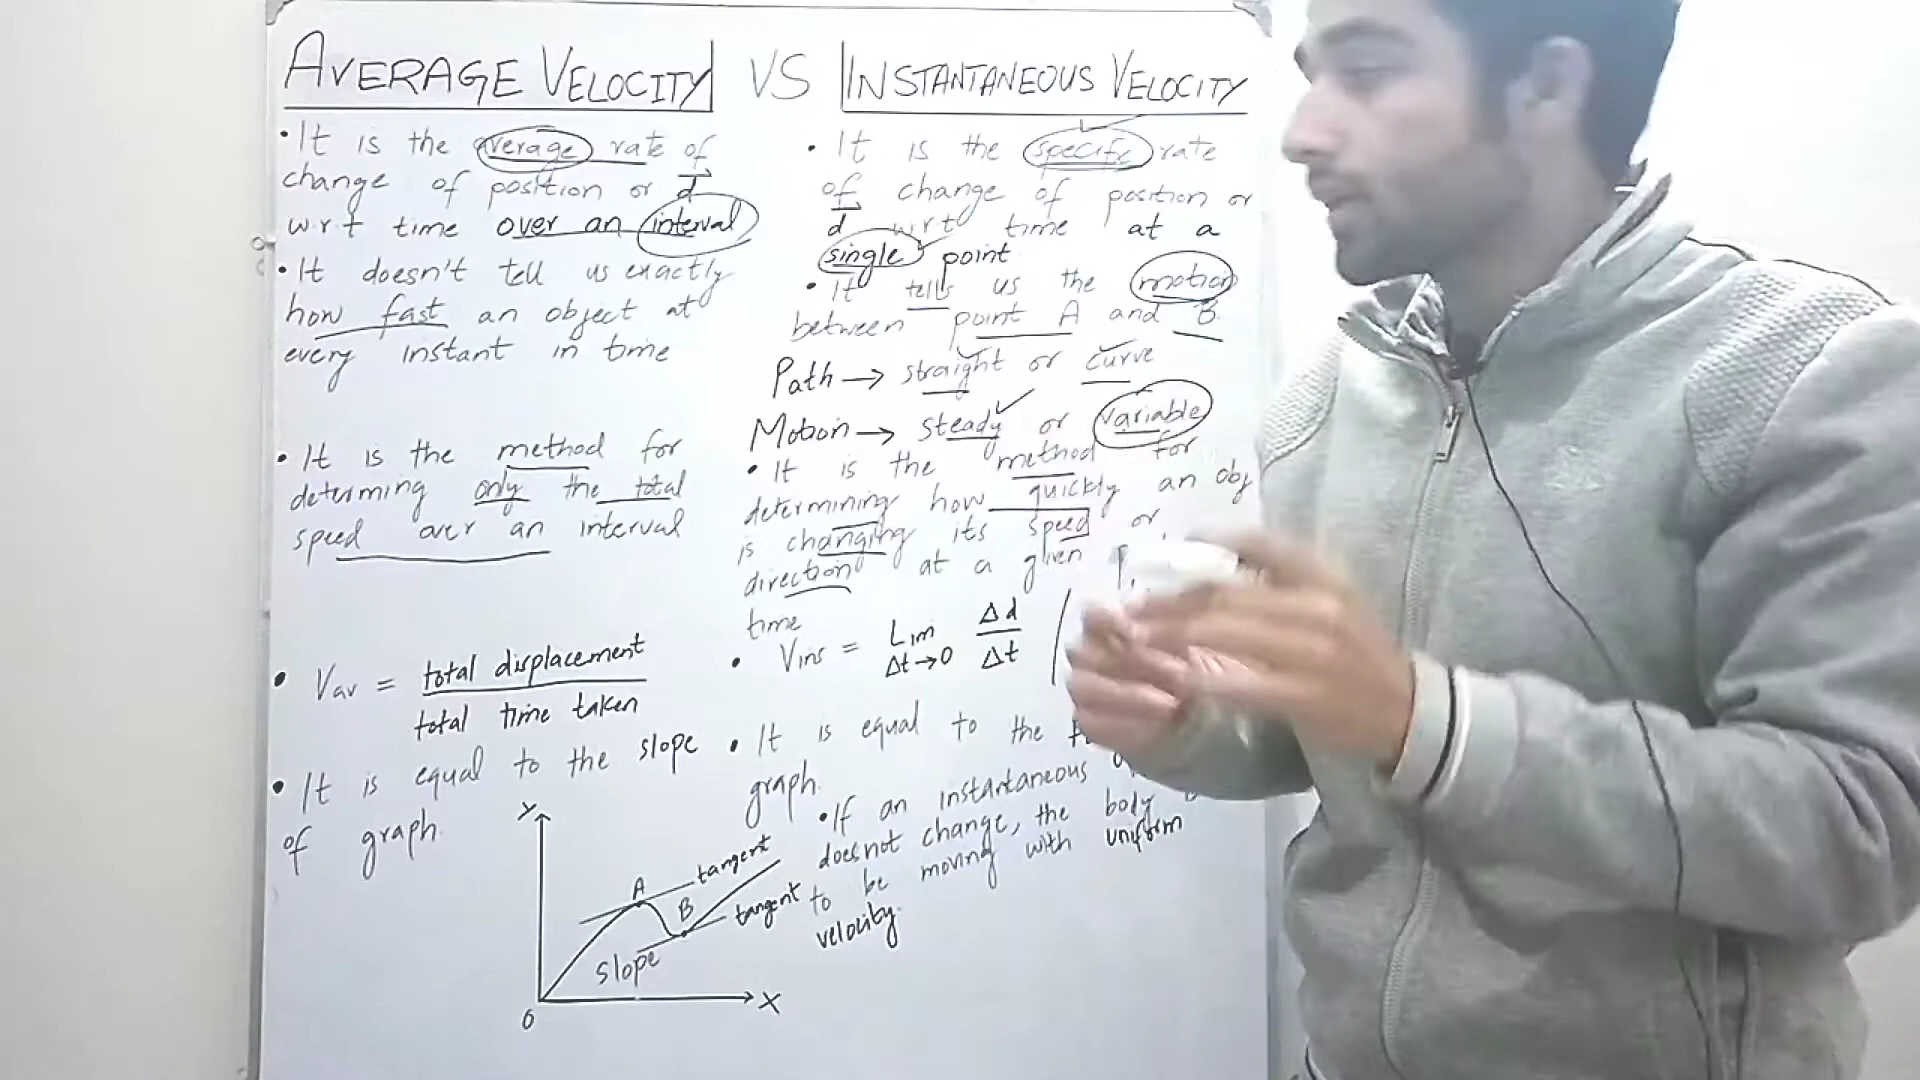 AVERAGE VELOCITY VS INSTANTANEOUS VELOCITY
• It is the average rate of
change of position or d
w.r.t time over an interval
• It doesn't tell us exactly
how fast an object at
every instant in time
• It is the method for
determing only the total
speed over an interval
• Vav = total displacement
total time taken
• It is equal to the slope
of graph.
Y
A
B
tangent
tangent
slope
O
X
• It is the specific rate
of change of position or
d w.r.t time at a
single point
• It tells us the motion
between point A and B.
Path → straight or curve
Motion → steady or variable
• It is the method for
determining how quickly an obj
is changing its speed or
direction at a given
time
• Vins = Lim Δd
Δt→0 Δt
• It is equal to the
graph.
• If an instantaneous
does not change, the body
to be moving with uniform
velocity.